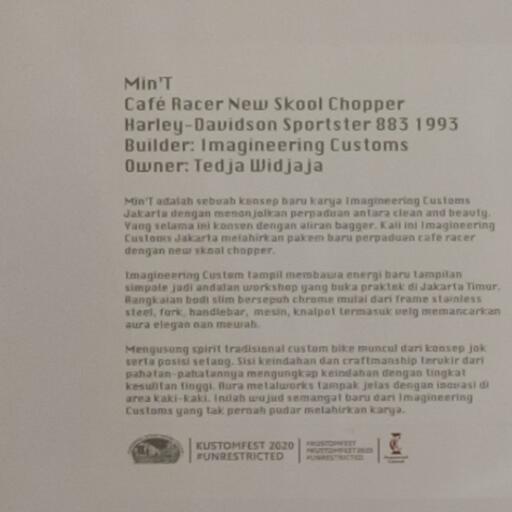 Min'T
Café Racer New Skool Chopper
Harley-Davidson Sportster 883 1993
Builder: Imagineering Customs
Owner: Tedja Widjaja
Min'T adalah sebuah konsep baru karya Imagineering Customs
Jakarta dengan menonjolkan perpaduan antara clean and beauty.
Yang selama ini konsen dengan aliran bagger. Kali ini Imagineering
Customs Jakarta melahirkan pakem baru perpaduan cafe racer
dengan new skool chopper.
Imagineering Custom tampil membawa energi baru tampilan
simpole jadi andalan workshop yang buka praktek di Jakarta Timur.
Rangkaian bodi slim bersepuh chrome mulai dari frame stainless
steel, fork, handlebar, mesin, knalpot termasuk velg memancarkan
aura elegan nan mewah.
Mengusung spirit tradisional custom bike muncul dari konsep jok
serta posisi setang. Sisi keindahan dan craftmanship terukir dari
pahatan-pahatannya mengungkap keindahan dengan tingkat
kesulitan tinggi. Aura metalworks tampak jelas dengan inovasi di
area kaki-kaki. Inilah wujud semangat baru dari Imagineering
Customs yang tak pernah pudar melahirkan karya.
KUSTOMFEST 2020
#UNRESTRICTED
#KUSTOMFEST
#KUSTOMFEST2020
#UNRESTRICTED